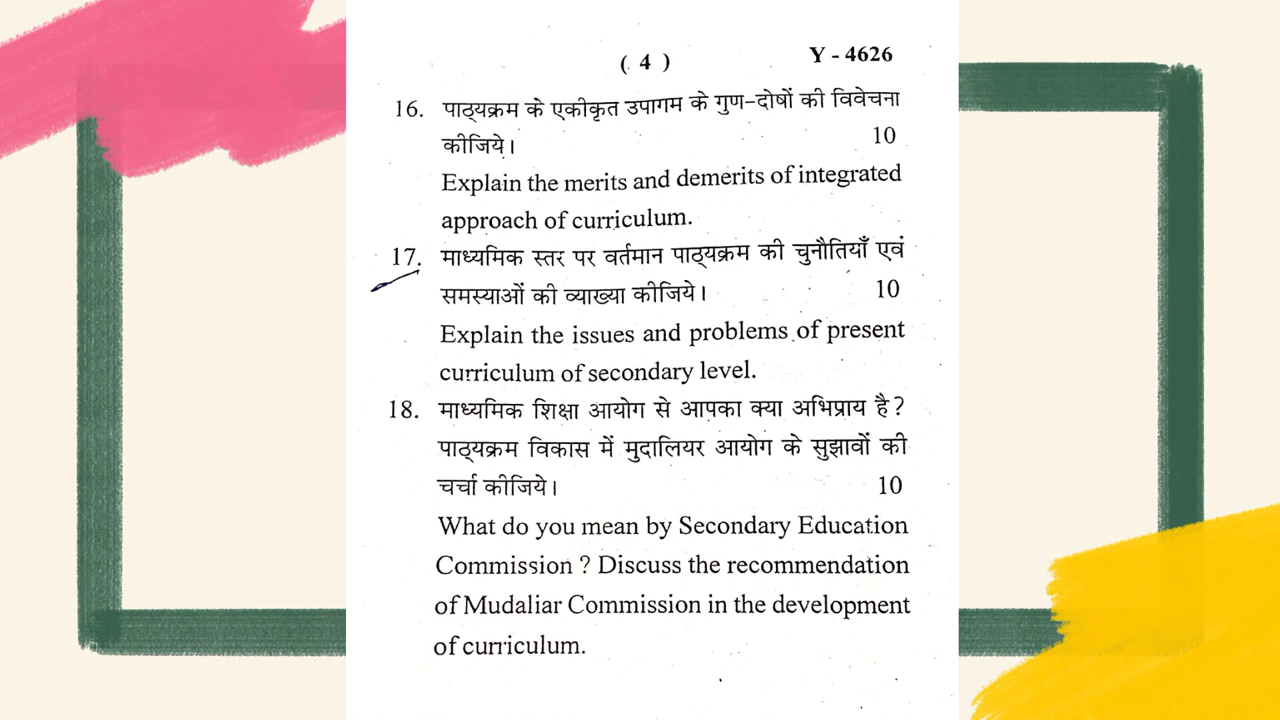 ( 4 ) Y - 4626
16. पाठ्यक्रम के एकीकृत उपागम के गुण-दोषों की विवेचना
कीजिये। 10
Explain the merits and demerits of integrated
approach of curriculum.
17. माध्यमिक स्तर पर वर्तमान पाठ्यक्रम की चुनौतियाँ एवं
समस्याओं की व्याख्या कीजिये। 10
Explain the issues and problems of present
curriculum of secondary level.
18. माध्यमिक शिक्षा आयोग से आपका क्या अभिप्राय है?
पाठ्यक्रम विकास में मुदालियर आयोग के सुझावों की
चर्चा कीजिये। 10
What do you mean by Secondary Education
Commission ? Discuss the recommendation
of Mudaliar Commission in the development
of curriculum.